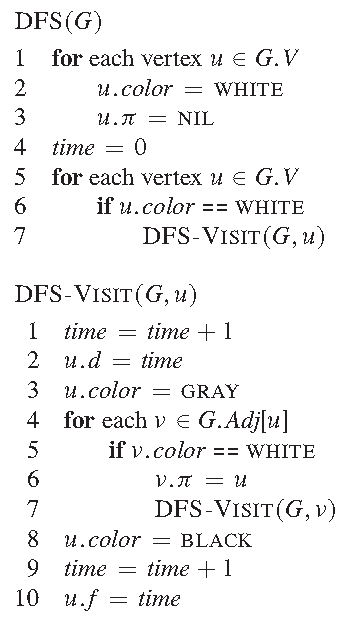 DFS(G)
1 for each vertex u ∈ G.V
2 u.color = WHITE
3 u.π = NIL
4 time = 0
5 for each vertex u ∈ G.V
6 if u.color == WHITE
7 DFS-VISIT(G, u)
DFS-VISIT(G, u)
1 time = time + 1
2 u.d = time
3 u.color = GRAY
4 for each v ∈ G.Adj[u]
5 if v.color == WHITE
6 v.π = u
7 DFS-VISIT(G, v)
8 u.color = BLACK
9 time = time + 1
10 u.f = time